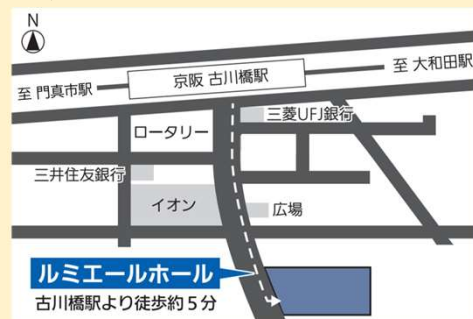 N
至 門真市駅
京阪 古川橋駅
至 大和田駅
ロータリー
三菱UFJ銀行
三井住友銀行
イオン
広場
ルミエールホール
古川橋駅より徒歩約5分